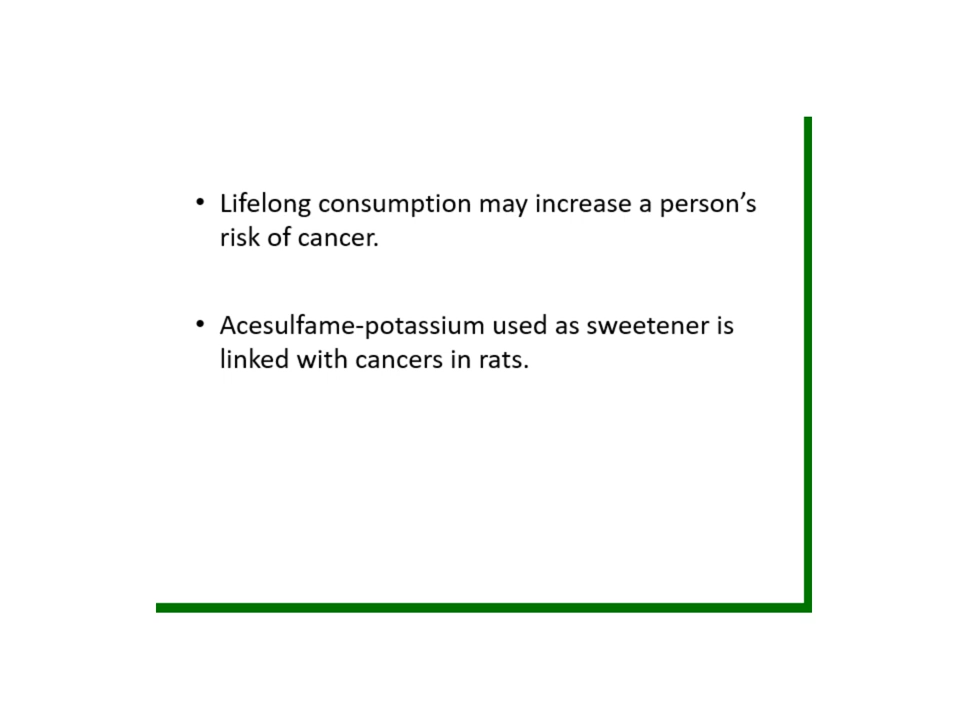 • Lifelong consumption may increase a person’s
risk of cancer.
• Acesulfame-potassium used as sweetener is
linked with cancers in rats.